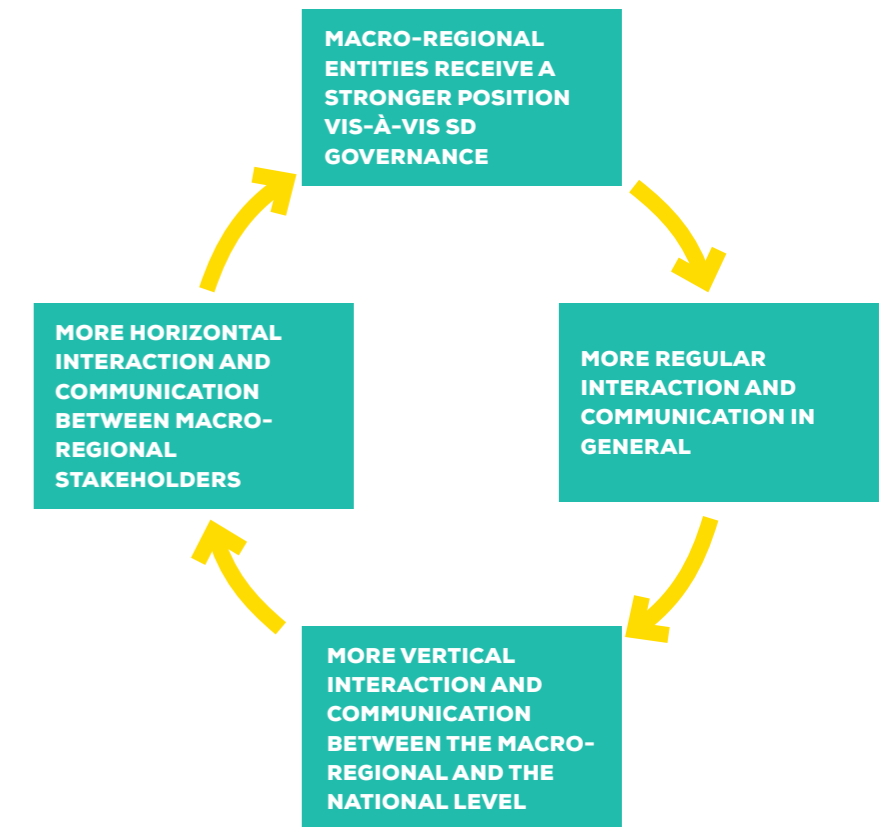 MACRO-REGIONAL
ENTITIES RECEIVE A
STRONGER POSITION
VIS-À-VIS SD
GOVERNANCE
MORE REGULAR
INTERACTION AND
COMMUNICATION IN
GENERAL
MORE VERTICAL
INTERACTION AND
COMMUNICATION
BETWEEN THE MACRO-
REGIONAL AND THE
NATIONAL LEVEL
MORE HORIZONTAL
INTERACTION AND
COMMUNICATION
BETWEEN MACRO-
REGIONAL
STAKEHOLDERS